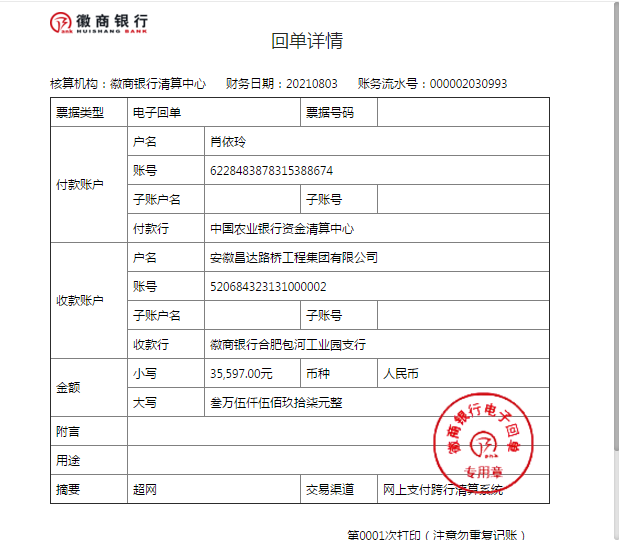 徽商银行
Bank HUISHANG BANK
回单详情
核算机构：徽商银行清算中心 财务日期：20210803 账务流水号：000002030993
票据类型 电子回单 票据号码
付款账户
户名 肖依玲
账号 6228483878315388674
子账户名 子账号
付款行 中国农业银行资金清算中心
收款账户
户名 安徽昌达路桥工程集团有限公司
账号 520684323131000002
子账户名 子账号
收款行 徽商银行合肥包河工业园支行
金额
小写 35,597.00元 币种 人民币
大写 叁万伍仟伍佰玖拾柒元整
附言
用途
摘要 超网 交易渠道 网上支付跨行清算系统
徽商银行电子回单
Bank
专用章
第0001次打印（注意勿重复记账）